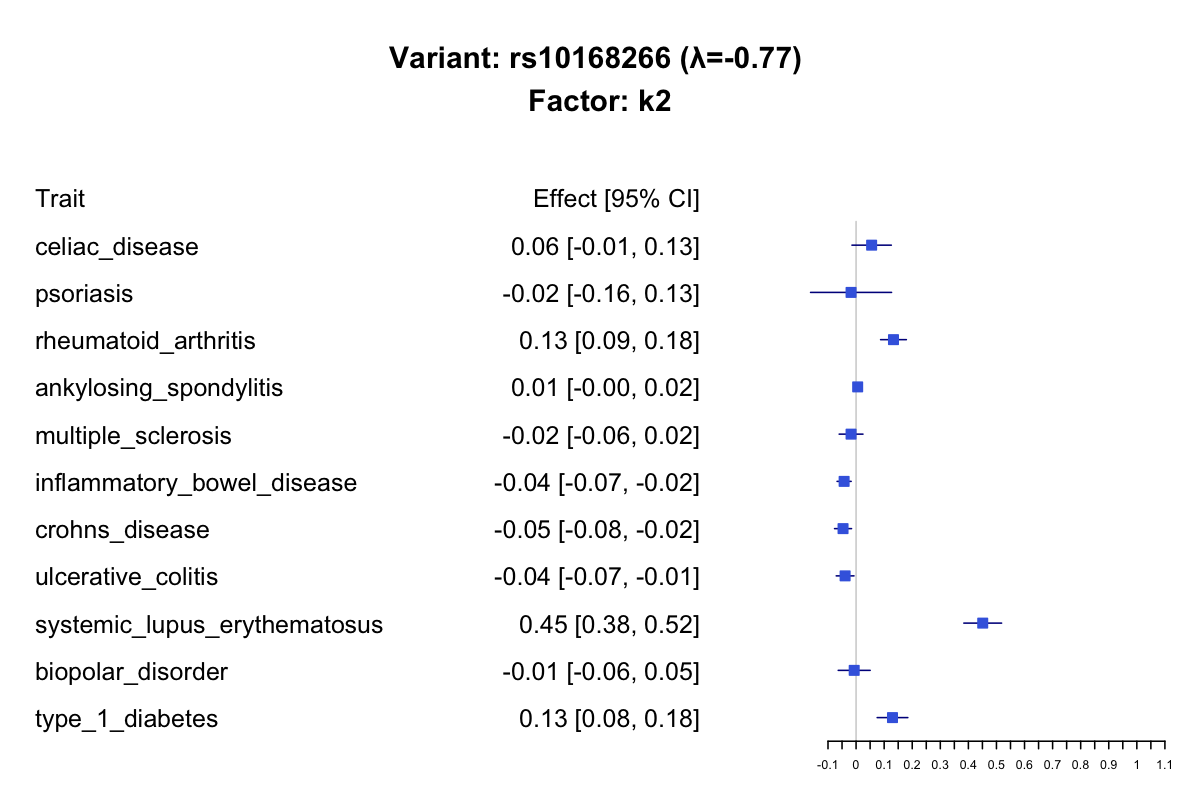 Variant: rs10168266 (λ=-0.77)
Factor: k2
Trait Effect [95% CI]
celiac_disease 0.06 [-0.01, 0.13]
psoriasis -0.02 [-0.16, 0.13]
rheumatoid_arthritis 0.13 [0.09, 0.18]
ankylosing_spondylitis 0.01 [-0.00, 0.02]
multiple_sclerosis -0.02 [-0.06, 0.02]
inflammatory_bowel_disease -0.04 [-0.07, -0.02]
crohns_disease -0.05 [-0.08, -0.02]
ulcerative_colitis -0.04 [-0.07, -0.01]
systemic_lupus_erythematosus 0.45 [0.38, 0.52]
biopolar_disorder -0.01 [-0.06, 0.05]
type_1_diabetes 0.13 [0.08, 0.18]
-0.1 0 0.1 0.2 0.3 0.4 0.5 0.6 0.7 0.8 0.9 1 1.1